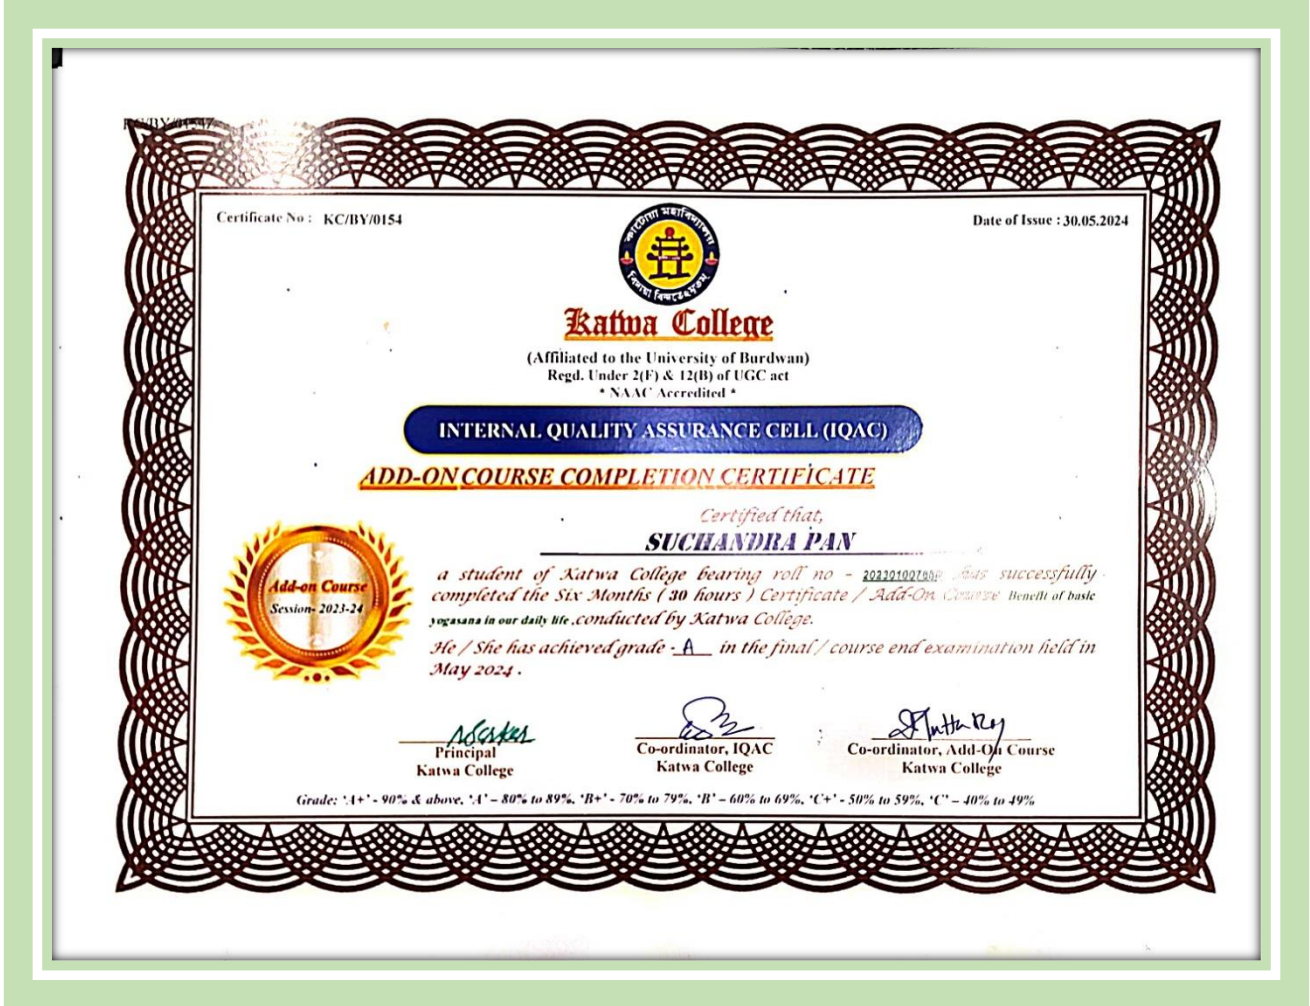 Certificate No : KC/BY/0154
Date of Issue : 30.05.2024
কাটোয়া মহাবিদ্যালয়
Katwa College
(Affiliated to the University of Burdwan)
Regd. Under 2(F) & 12(B) of UGC act
* NAAC Accredited *
INTERNAL QUALITY ASSURANCE CELL (IQAC)
ADD-ON COURSE COMPLETION CERTIFICATE
Certified that,
SUCHANDRA PAN
Add-on Course
Session- 2023-24
a student of Katwa College bearing roll no - has successfully
completed the Six Months ( 30 hours ) Certificate / Add-On Course Benefit of basic
yogasana in our daily life ,conducted by Katwa College.
He / She has achieved grade - A in the final / course end examination held in
May 2024 .
Principal
Katwa College
Co-ordinator, IQAC
Katwa College
Co-ordinator, Add-On Course
Katwa College
Grade: 'A+' - 90% & above, 'A' – 80% to 89%, 'B+' - 70% to 79%, 'B' – 60% to 69%, 'C+' - 50% to 59%, 'C' – 40% to 49%